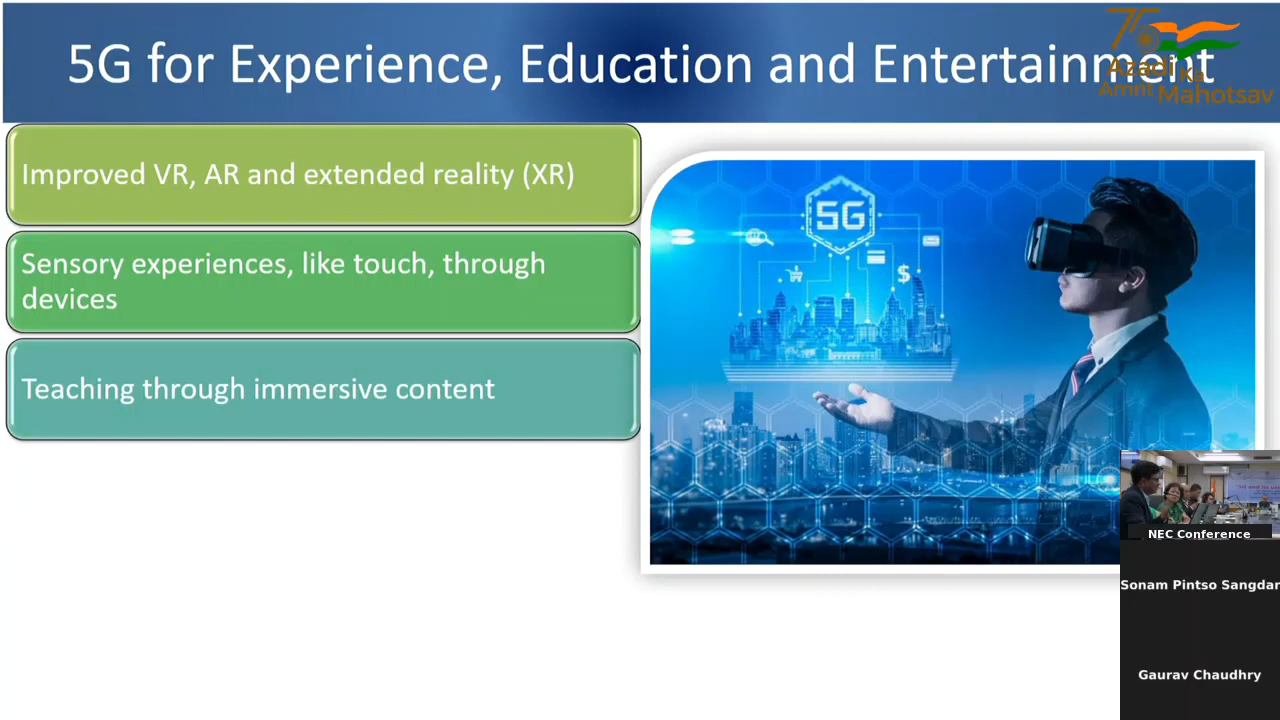 5G for Experience, Education and Entertainment
75
Azadi Ka
Amrit Mahotsav
Improved VR, AR and extended reality (XR)
Sensory experiences, like touch, through
devices
Teaching through immersive content
5G
$
NEC Conference
Sonam Pintso Sangdar
Gaurav Chaudhry